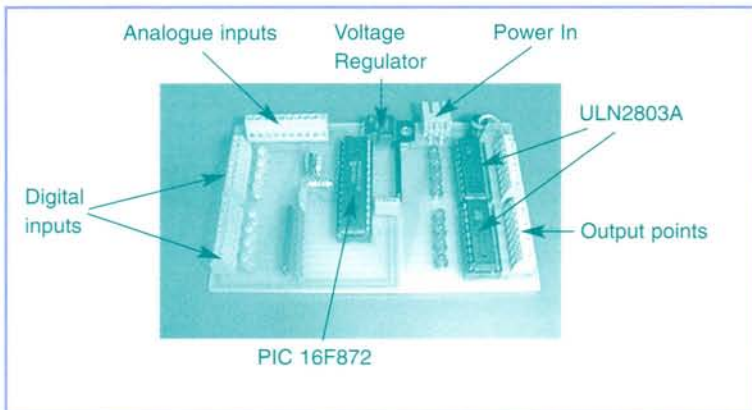 Analogue inputs
Voltage
Regulator
Power In
ULN2803A
Digital
inputs
Output points
PIC 16F872